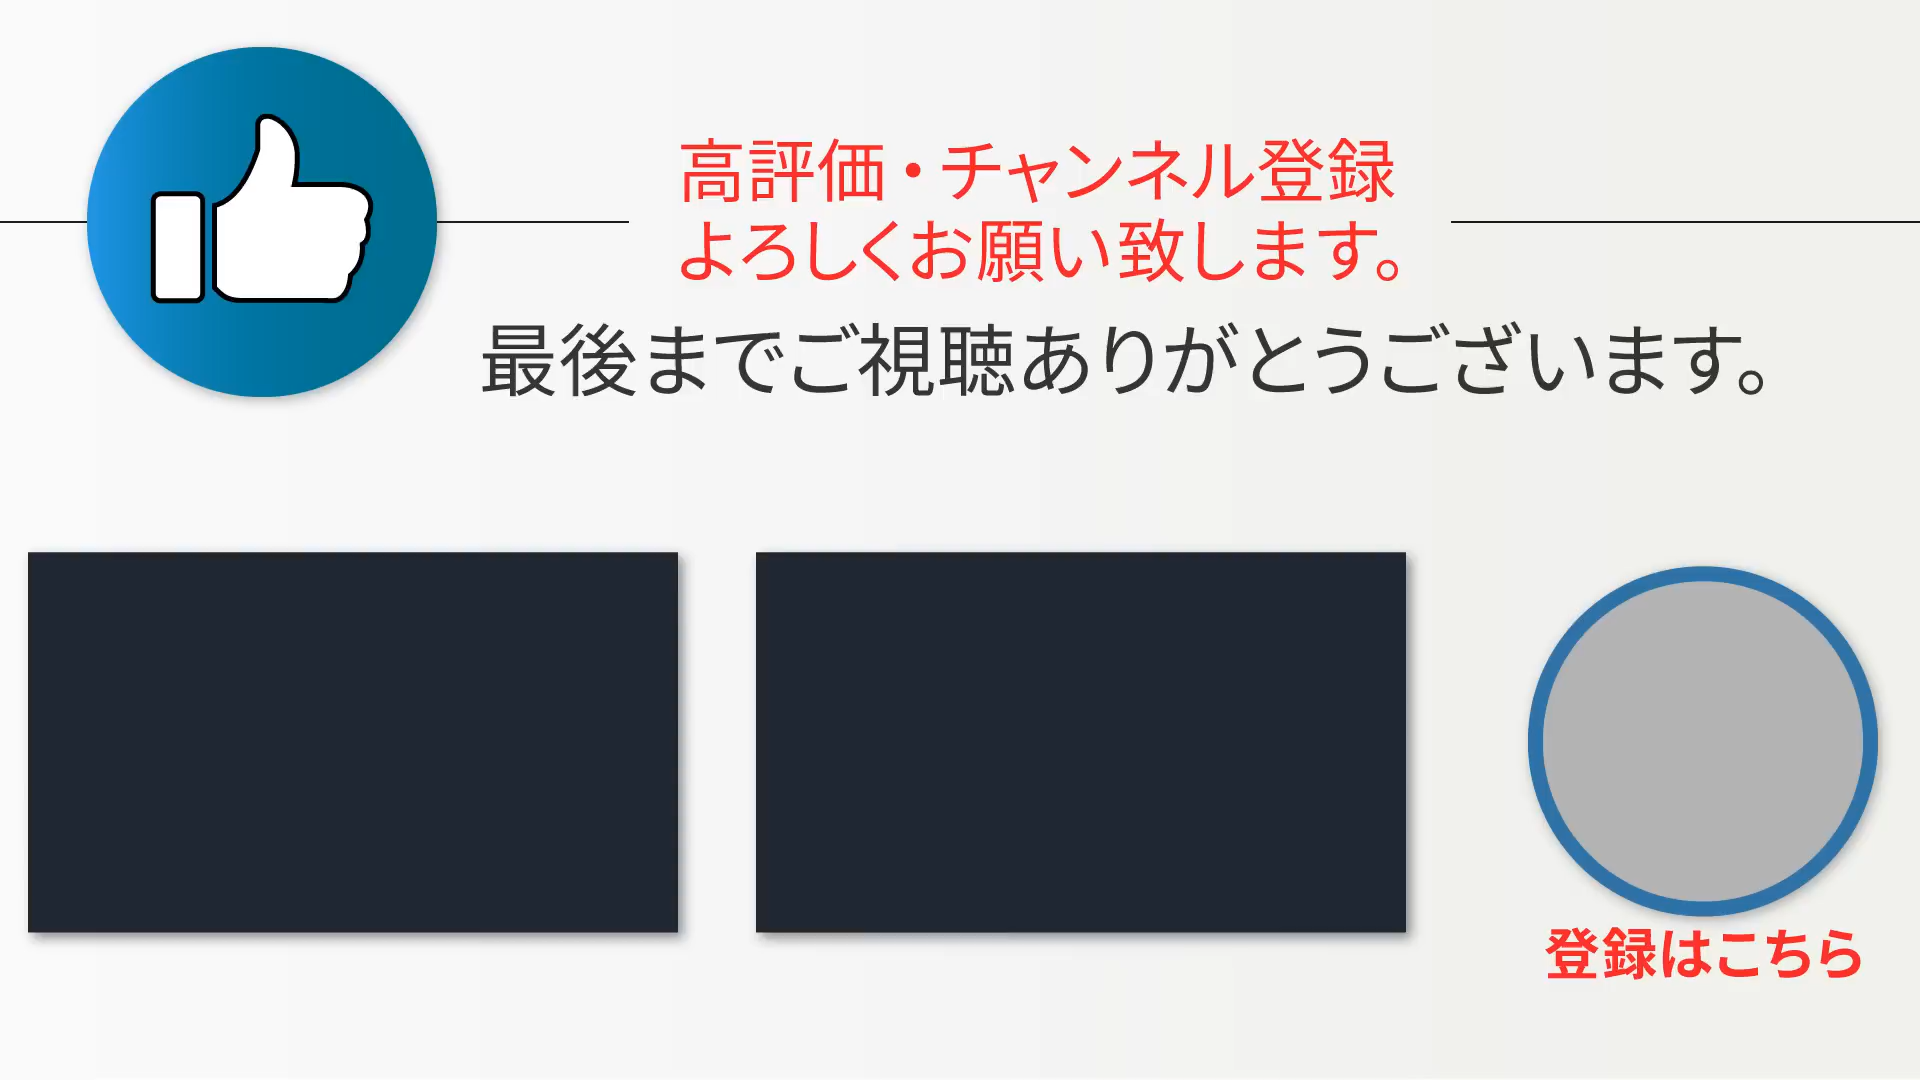 高評価・チャンネル登録
よろしくお願い致します。
最後までご視聴ありがとうございます。
登録はこちら